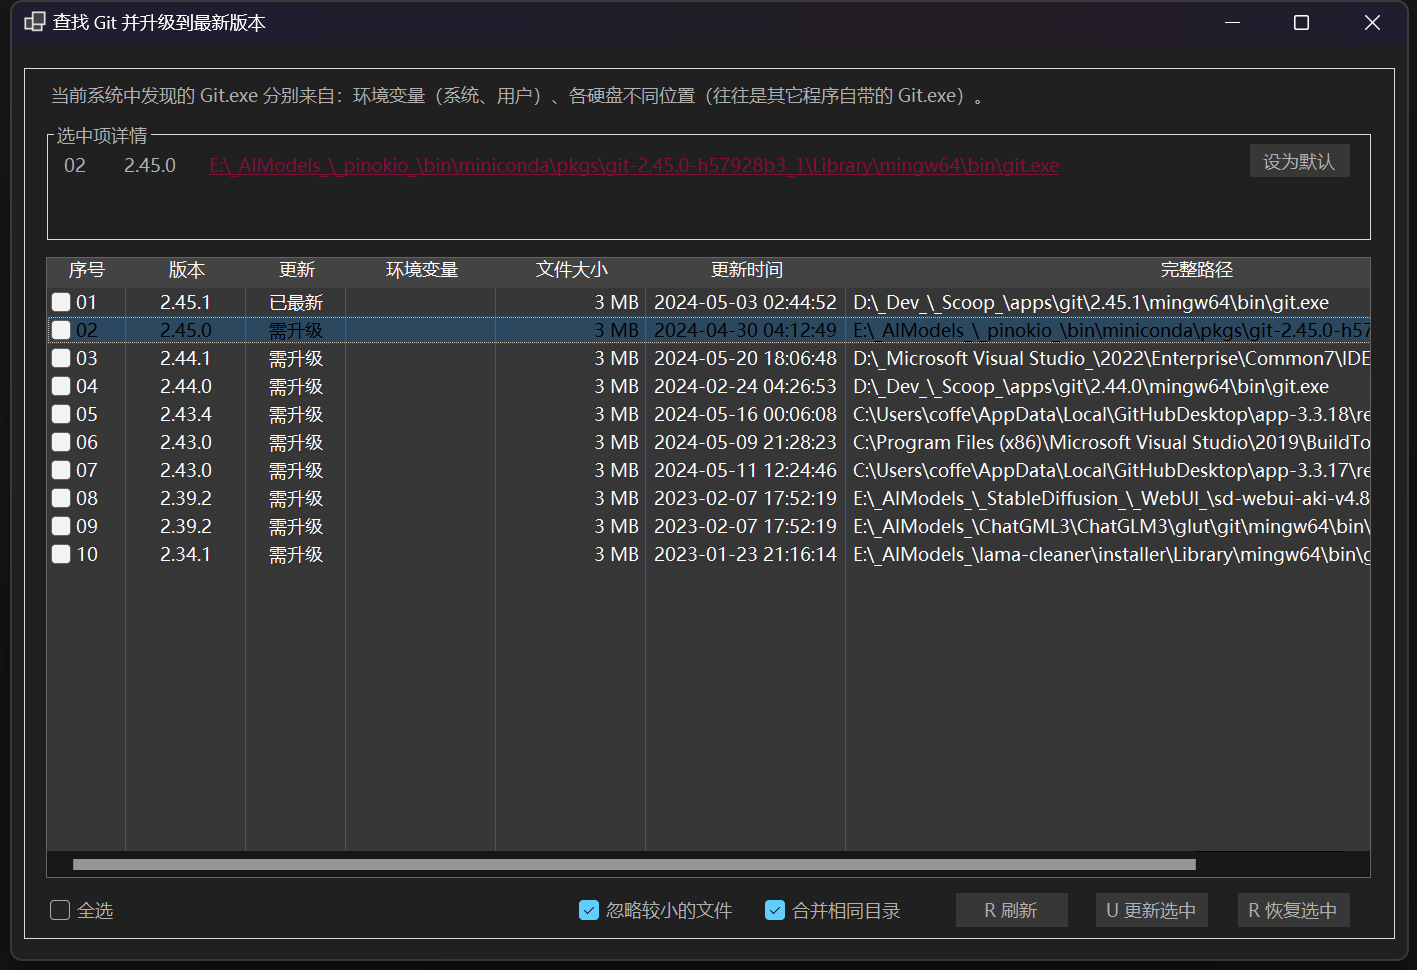 查找 Git 并升级到最新版本
当前系统中发现的 Git.exe 分别来自：环境变量（系统、用户）、各硬盘不同位置（往往是其它程序自带的 Git.exe）。
选中项详情
02 2.45.0 E:\_AIModels_\_pinokio_\bin\miniconda\pkgs\git-2.45.0-h57928b3_1\Library\mingw64\bin\git.exe 设为默认
序号 版本 更新 环境变量 文件大小 更新时间 完整路径
01 2.45.1 已最新 3 MB 2024-05-03 02:44:52 D:\_Dev_\_Scoop_\apps\git\2.45.1\mingw64\bin\git.exe
02 2.45.0 需升级 3 MB 2024-04-30 04:12:49 E:\_AIModels_\_pinokio_\bin\miniconda\pkgs\git-2.45.0-h57
03 2.44.1 需升级 3 MB 2024-05-20 18:06:48 D:\_Microsoft Visual Studio_\2022\Enterprise\Common7\IDE
04 2.44.0 需升级 3 MB 2024-02-24 04:26:53 D:\_Dev_\_Scoop_\apps\git\2.44.0\mingw64\bin\git.exe
05 2.43.4 需升级 3 MB 2024-05-16 00:06:08 C:\Users\coffe\AppData\Local\GitHubDesktop\app-3.3.18\re
06 2.43.0 需升级 3 MB 2024-05-09 21:28:23 C:\Program Files (x86)\Microsoft Visual Studio\2019\BuildTo
07 2.43.0 需升级 3 MB 2024-05-11 12:24:46 C:\Users\coffe\AppData\Local\GitHubDesktop\app-3.3.17\re
08 2.39.2 需升级 3 MB 2023-02-07 17:52:19 E:\_AIModels_\_StableDiffusion_\_WebUI_\sd-webui-aki-v4.8
09 2.39.2 需升级 3 MB 2023-02-07 17:52:19 E:\_AIModels_\ChatGML3\ChatGLM3\glut\git\mingw64\bin\
10 2.34.1 需升级 3 MB 2023-01-23 21:16:14 E:\_AIModels_\lama-cleaner\installer\Library\mingw64\bin\g
全选 忽略较小的文件 合并相同目录 R 刷新 U 更新选中 R 恢复选中